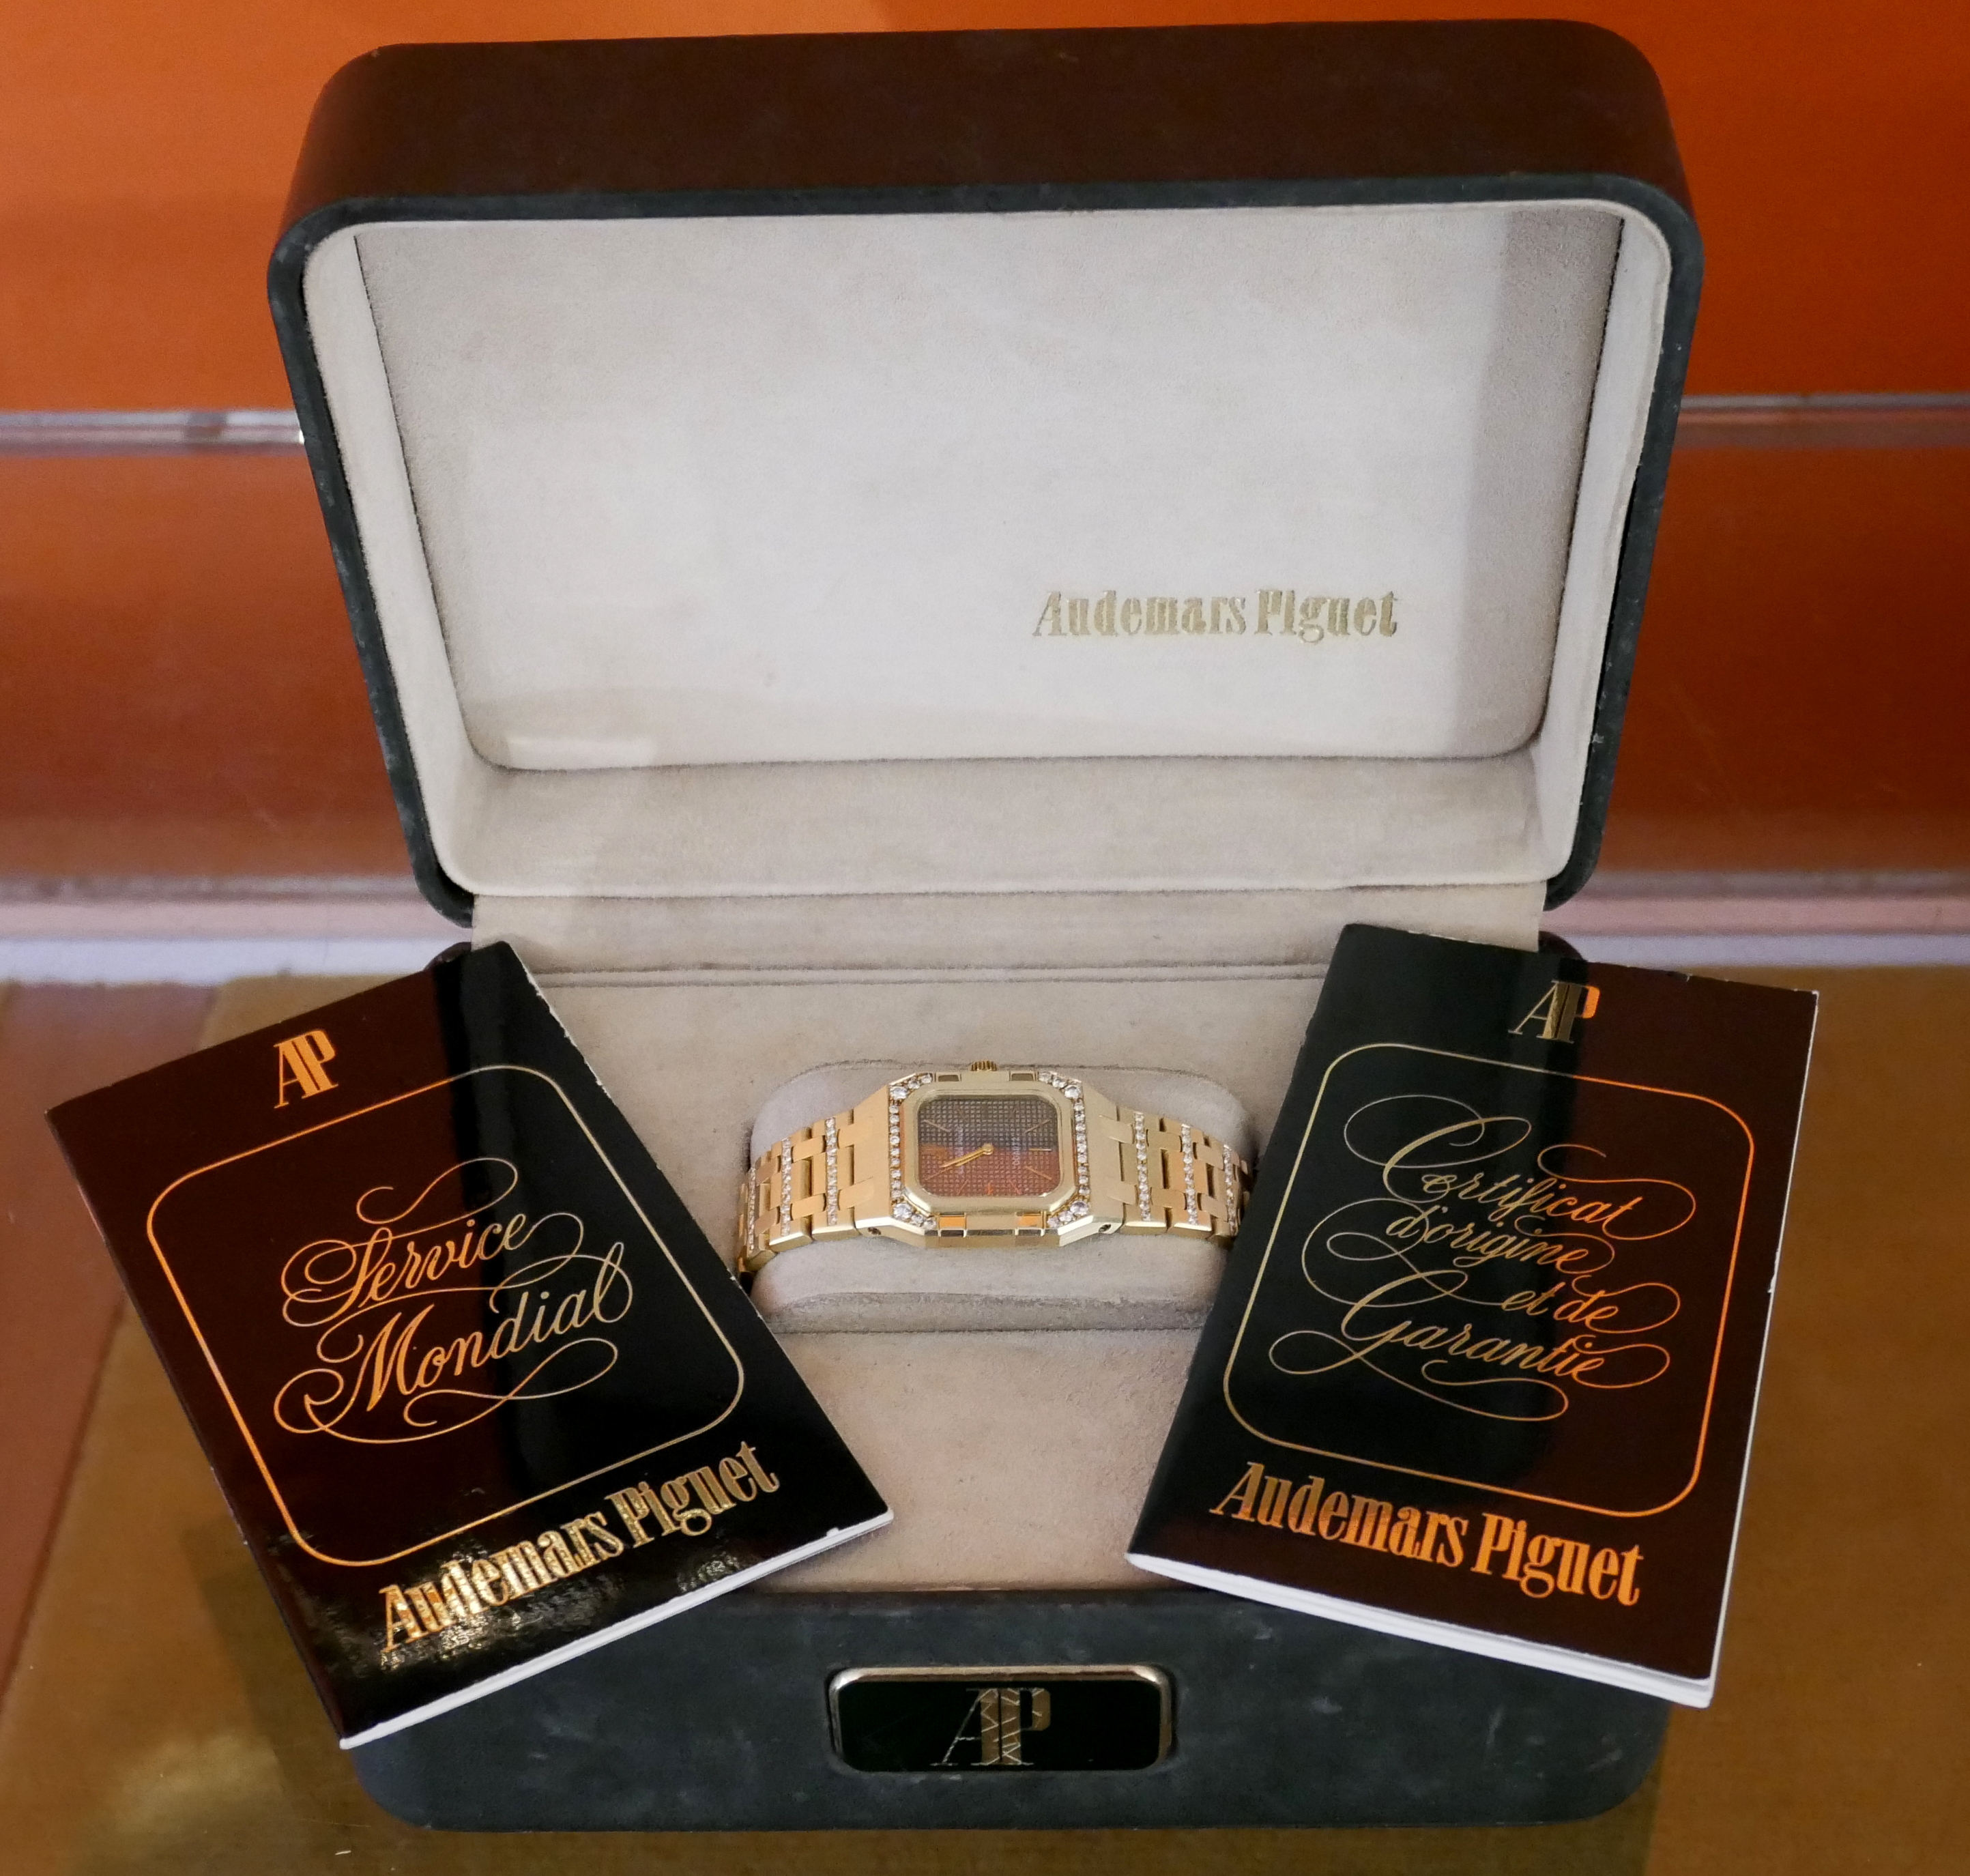 Audemars Piguet
AP
Service
Mondial
Audemars Piguet
AP
Certificat
d'origine
et de
Garantie
Audemars Piguet
AP